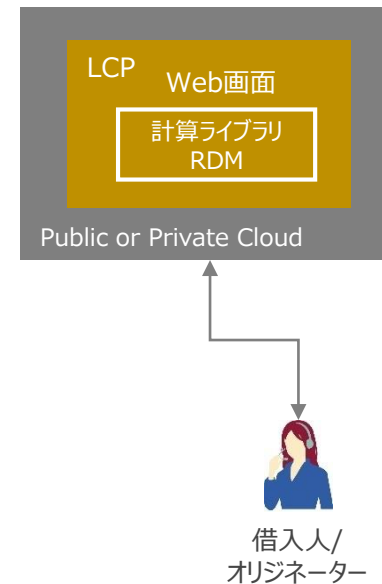 LCP
Web画面
計算ライブラリ
RDM
Public or Private Cloud
借入人/
オリジネーター